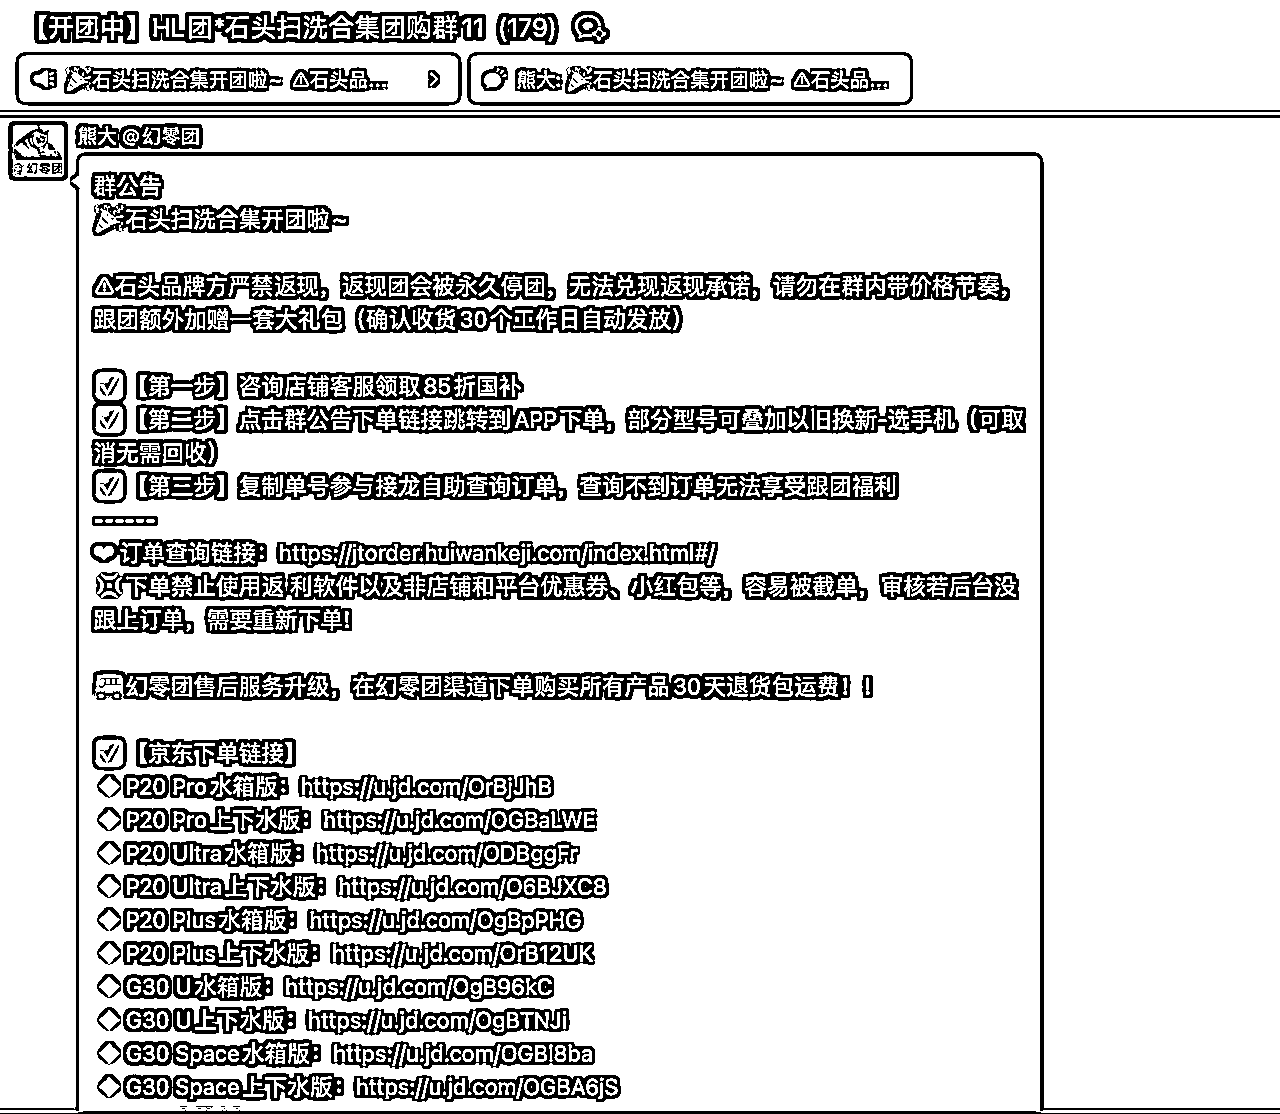 【开团中】HL团*石头扫洗合集团购群11 (179)
🎉石头扫洗合集开团啦~ ⚠石头品...
熊大: 🎉石头扫洗合集开团啦~ ⚠石头品...
熊大@幻零团
@幻零团
群公告
🎉石头扫洗合集开团啦~
⚠石头品牌方严禁返现，返现团会被永久停团，无法兑现返现承诺，请勿在群内带价格节奏，
跟团额外加赠一套大礼包（确认收货30个工作日自动发放）
✅【第一步】咨询店铺客服领取85折国补
✅【第二步】点击群公告下单链接跳转到APP下单，部分型号可叠加以旧换新-选手机（可取
消无需回收）
✅【第三步】复制单号参与接龙自助查询订单，查询不到订单无法享受跟团福利
------
❤订单查询链接：https://jtorder.huiwankeji.com/index.html#/
💢下单禁止使用返利软件以及非店铺和平台优惠券、小红包等，容易被截单，审核若后台没
跟上订单，需要重新下单!
🚌幻零团售后服务升级，在幻零团渠道下单购买所有产品30天退货包运费！！
✅【京东下单链接】
◇P20 Pro水箱版：https://u.jd.com/OrBjJhB
◇P20 Pro上下水版：https://u.jd.com/OGBaLWE
◇P20 Ultra水箱版：https://u.jd.com/ODBggFr
◇P20 Ultra上下水版：https://u.jd.com/O6BJXC8
◇P20 Plus水箱版：https://u.jd.com/OgBpPHG
◇P20 Plus上下水版：https://u.jd.com/OrB12UK
◇G30 U水箱版：https://u.jd.com/OgB96kC
◇G30 U上下水版：https://u.jd.com/OgBTNJi
◇G30 Space水箱版：https://u.jd.com/OGBI8ba
◇G30 Space上下水版：https://u.jd.com/OGBA6jS